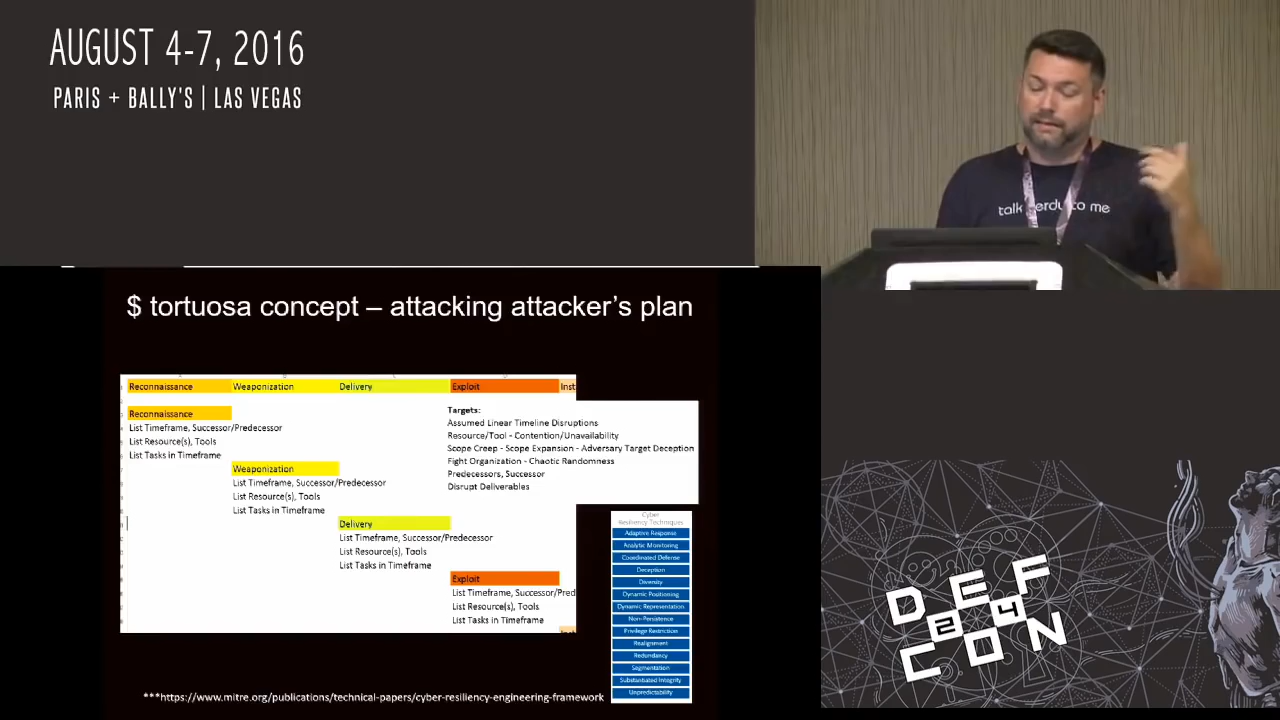 AUGUST 4-7, 2016
PARIS + BALLY'S | LAS VEGAS
talk nerdy to me
$ tortuosa concept – attacking attacker's plan
Reconnaissance Weaponization Delivery Exploit Inst
Reconnaissance
List Timeframe, Successor/Predecessor
List Resource(s), Tools
List Tasks in Timeframe
Weaponization
List Timeframe, Successor/Predecessor
List Resource(s), Tools
List Tasks in Timeframe
Delivery
List Timeframe, Successor/Predecessor
List Resource(s), Tools
List Tasks in Timeframe
Exploit
List Timeframe, Successor/Pred
List Resource(s), Tools
List Tasks in Timeframe
Targets:
Assumed Linear Timeline Disruptions
Resource/Tool - Contention/Unavailability
Scope Creep - Scope Expansion - Adversary Target Deception
Fight Organization - Chaotic Randomness
Predecessors, Successor
Disrupt Deliverables
Cyber
Resiliency Techniques
Adaptive Response
Analytic Monitoring
Coordinated Defense
Deception
Diversity
Dynamic Positioning
Dynamic Representation
Non-Persistence
Privilege Restriction
Realignment
Redundancy
Segmentation
Substantiated Integrity
Unpredictability
***https://www.mitre.org/publications/technical-papers/cyber-resiliency-engineering-framework
DEF
24
CON